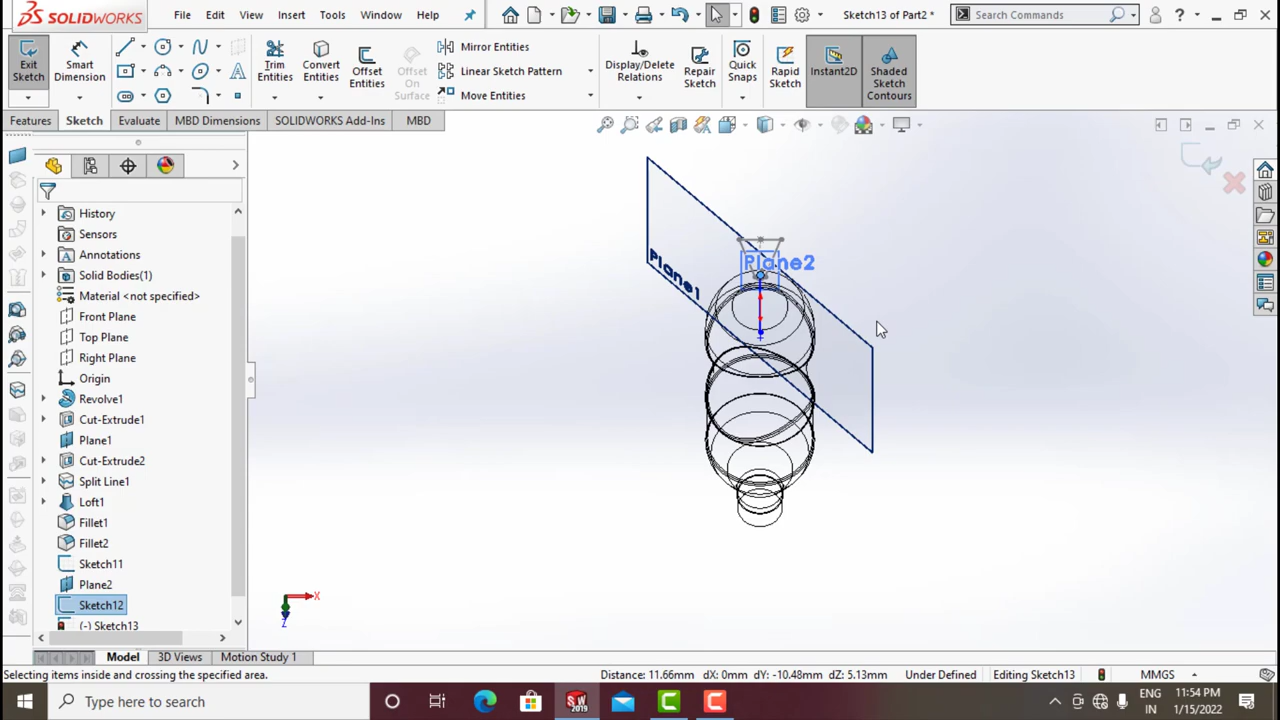 SOLIDWORKS
File Edit View Insert Tools Window Help
Sketch13 of Part2 *
Search Commands
Exit Sketch
Smart Dimension
Trim Entities
Convert Entities
Offset Entities
Offset On Surface
Mirror Entities
Linear Sketch Pattern
Move Entities
Display/Delete Relations
Repair Sketch
Quick Snaps
Rapid Sketch
Instant2D
Shaded Sketch Contours
Features Sketch Evaluate MBD Dimensions SOLIDWORKS Add-Ins MBD
History
Sensors
Annotations
Solid Bodies(1)
Material <not specified>
Front Plane
Top Plane
Right Plane
Origin
Revolve1
Cut-Extrude1
Plane1
Cut-Extrude2
Split Line1
Loft1
Fillet1
Fillet2
Sketch11
Plane2
Sketch12
(-) Sketch13
Plane1
Plane2
X
Z
Model 3D Views Motion Study 1
Selecting items inside and crossing the specified area.
Distance: 11.66mm dX: 0mm dY: -10.48mm dZ: 5.13mm Under Defined Editing Sketch13 MMGS
Type here to search
SW 2019
ENG IN
11:54 PM
1/15/2022